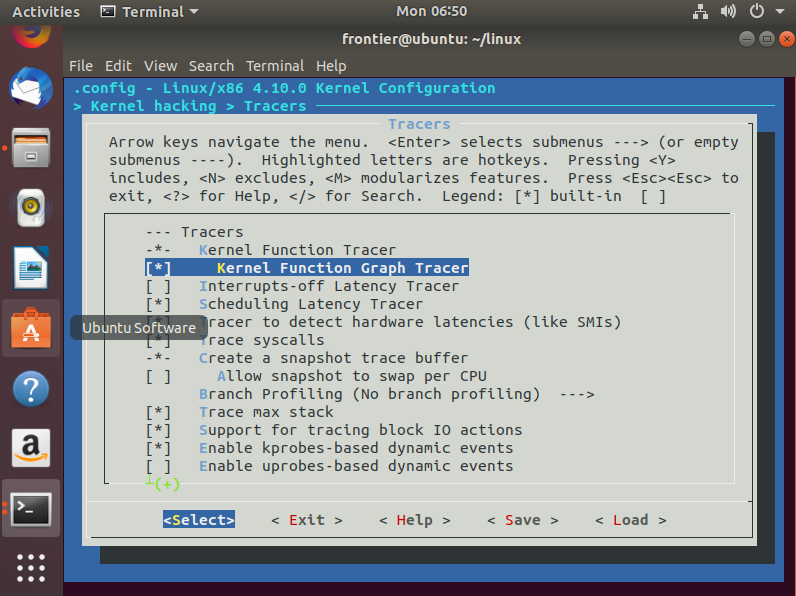 Activities Terminal Mon 06:50
frontier@ubuntu: ~/linux
File Edit View Search Terminal Help
.config - Linux/x86 4.10.0 Kernel Configuration
> Kernel hacking > Tracers
Tracers
Arrow keys navigate the menu. <Enter> selects submenus ---> (or empty
submenus ----). Highlighted letters are hotkeys. Pressing <Y>
includes, <N> excludes, <M> modularizes features. Press <Esc><Esc> to
exit, <?> for Help, </> for Search. Legend: [*] built-in [ ]
--- Tracers
-*- Kernel Function Tracer
[*] Kernel Function Graph Tracer
[ ] Interrupts-off Latency Tracer
[*] Scheduling Latency Tracer
Ubuntu Software
racer to detect hardware latencies (like SMIs)
[*] Trace syscalls
-*- Create a snapshot trace buffer
[ ] Allow snapshot to swap per CPU
Branch Profiling (No branch profiling) --->
[*] Trace max stack
[*] Support for tracing block IO actions
[*] Enable kprobes-based dynamic events
[ ] Enable uprobes-based dynamic events
(+)
<Select> < Exit > < Help > < Save > < Load >